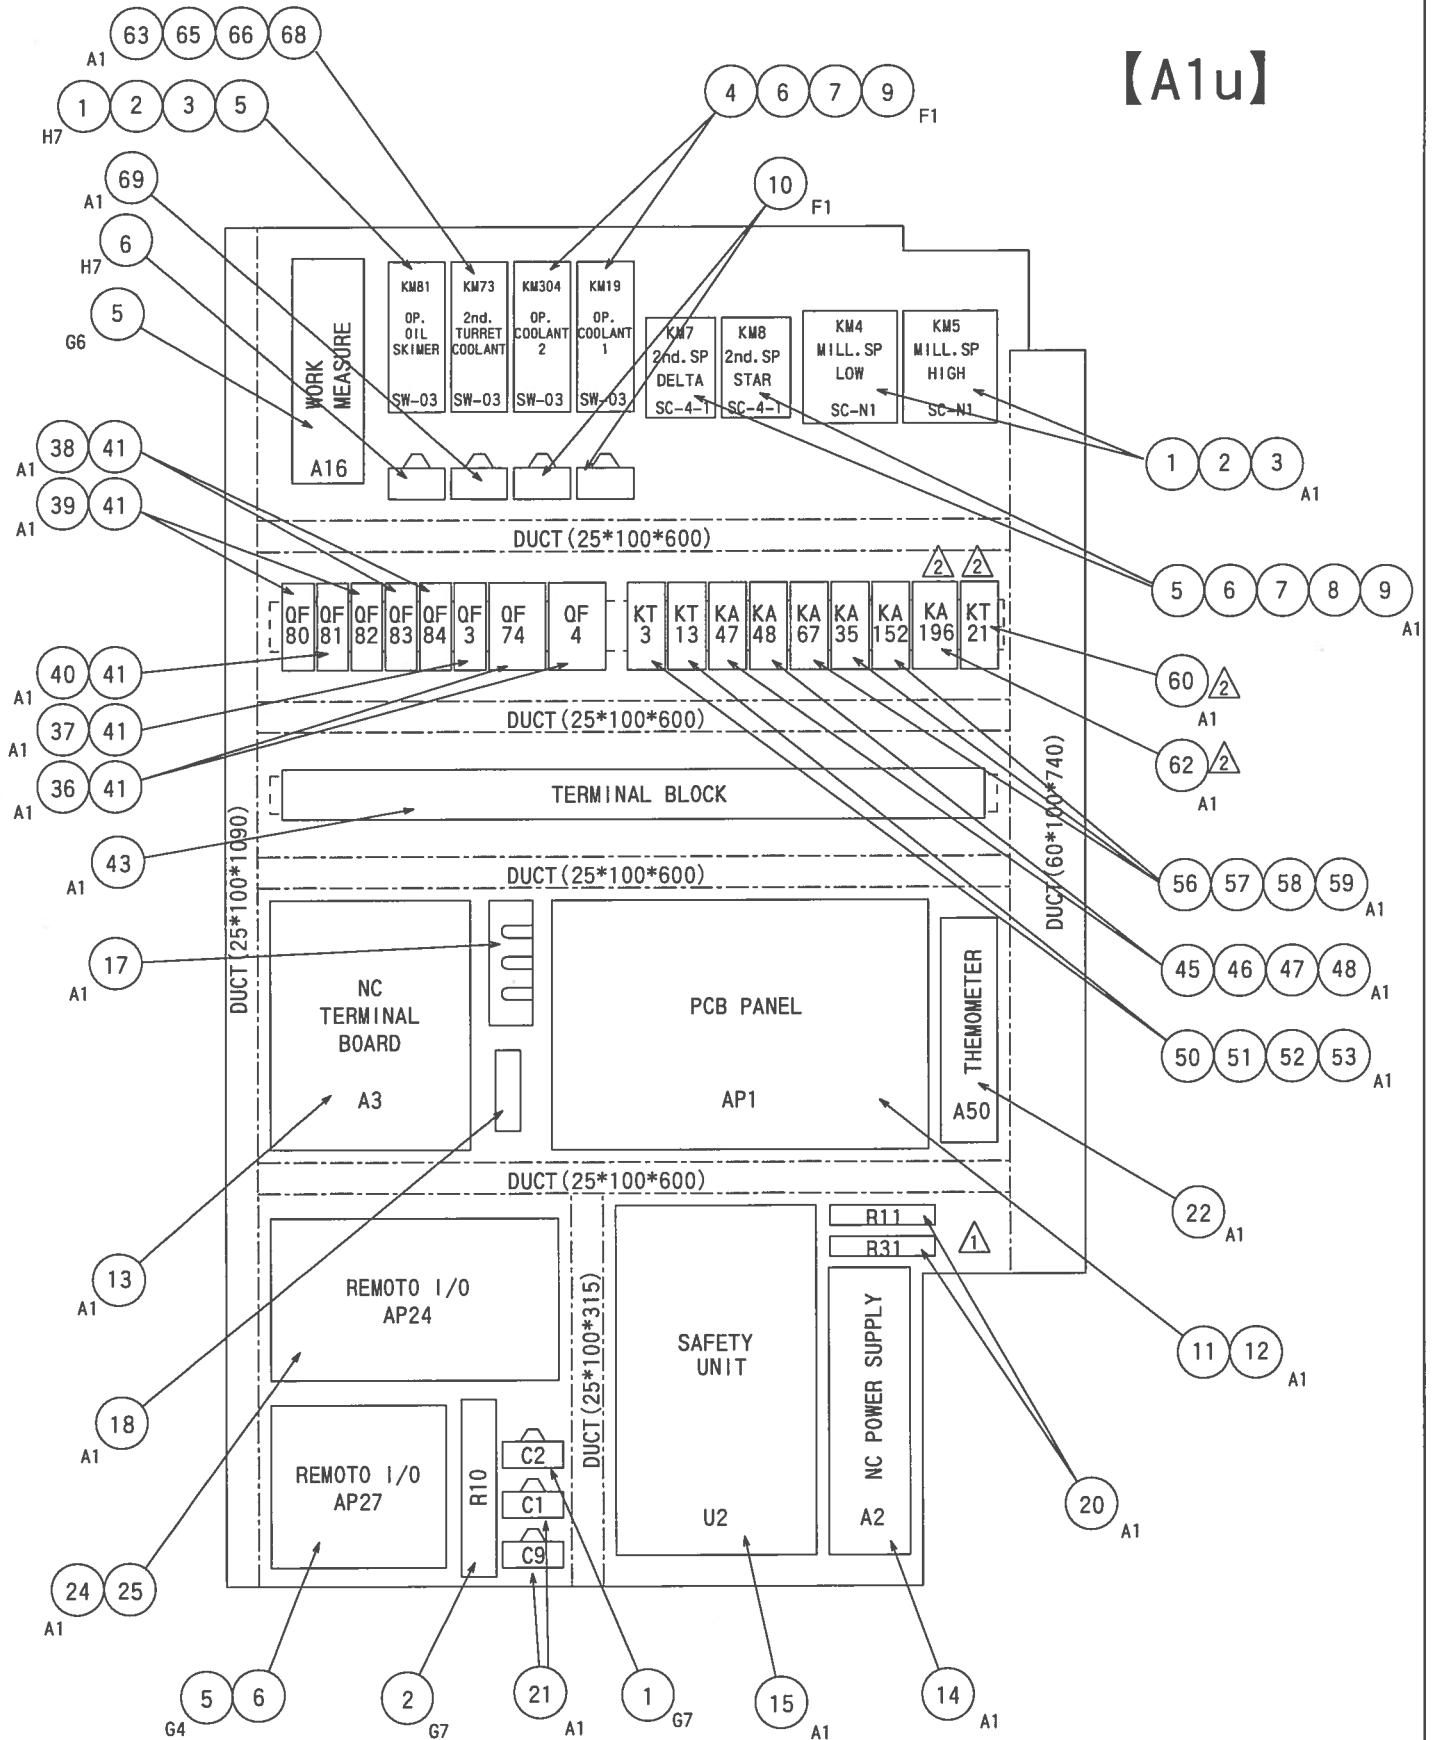 【A1u】
63 65 66 68
A1
1 2 3 5
H7
4 6 7 9
F1
69
A1
10
F1
6
H7
5
G6
WORK
MEASURE
A16
KM81
OP.
OIL
SKIMER
SW-03
KM73
2nd.
TURRET
COOLANT
SW-03
KM304
OP.
COOLANT
2
SW-03
KM19
OP.
COOLANT
1
SW-03
KM7
2nd. SP
DELTA
SC-4-1
KM8
2nd. SP
STAR
SC-4-1
KM4
MILL. SP
LOW
SC-N1
KM5
MILL. SP
HIGH
SC-N1
38 41
A1
39 41
A1
1 2 3
A1
DUCT(25*100*600)
2 2
5 6 7 8 9
A1
QF
80
QF
81
QF
82
QF
83
QF
84
QF
3
QF
74
QF
4
KT
3
KT
13
KA
47
KA
48
KA
67
KA
35
KA
152
KA
196
KT
21
40 41
A1
37 41
A1
36 41
A1
60 2
A1
62 2
A1
DUCT(25*100*600)
DUCT(60*100*740)
TERMINAL BLOCK
43
A1
DUCT(25*100*1090)
DUCT(25*100*600)
56 57 58 59
A1
45 46 47 48
A1
50 51 52 53
A1
17
A1
NC
TERMINAL
BOARD
A3
PCB PANEL
AP1
THEMOMETER
A50
DUCT(25*100*600)
22
A1
13
A1
REMOTO I/O
AP24
DUCT(25*100*315)
SAFETY
UNIT
U2
R11
R31
1
NC POWER SUPPLY
A2
11 12
A1
18
A1
REMOTO I/O
AP27
R10
C2
C1
C9
20
A1
24 25
A1
5 6
G4
2
G7
21
A1
1
G7
15
A1
14
A1